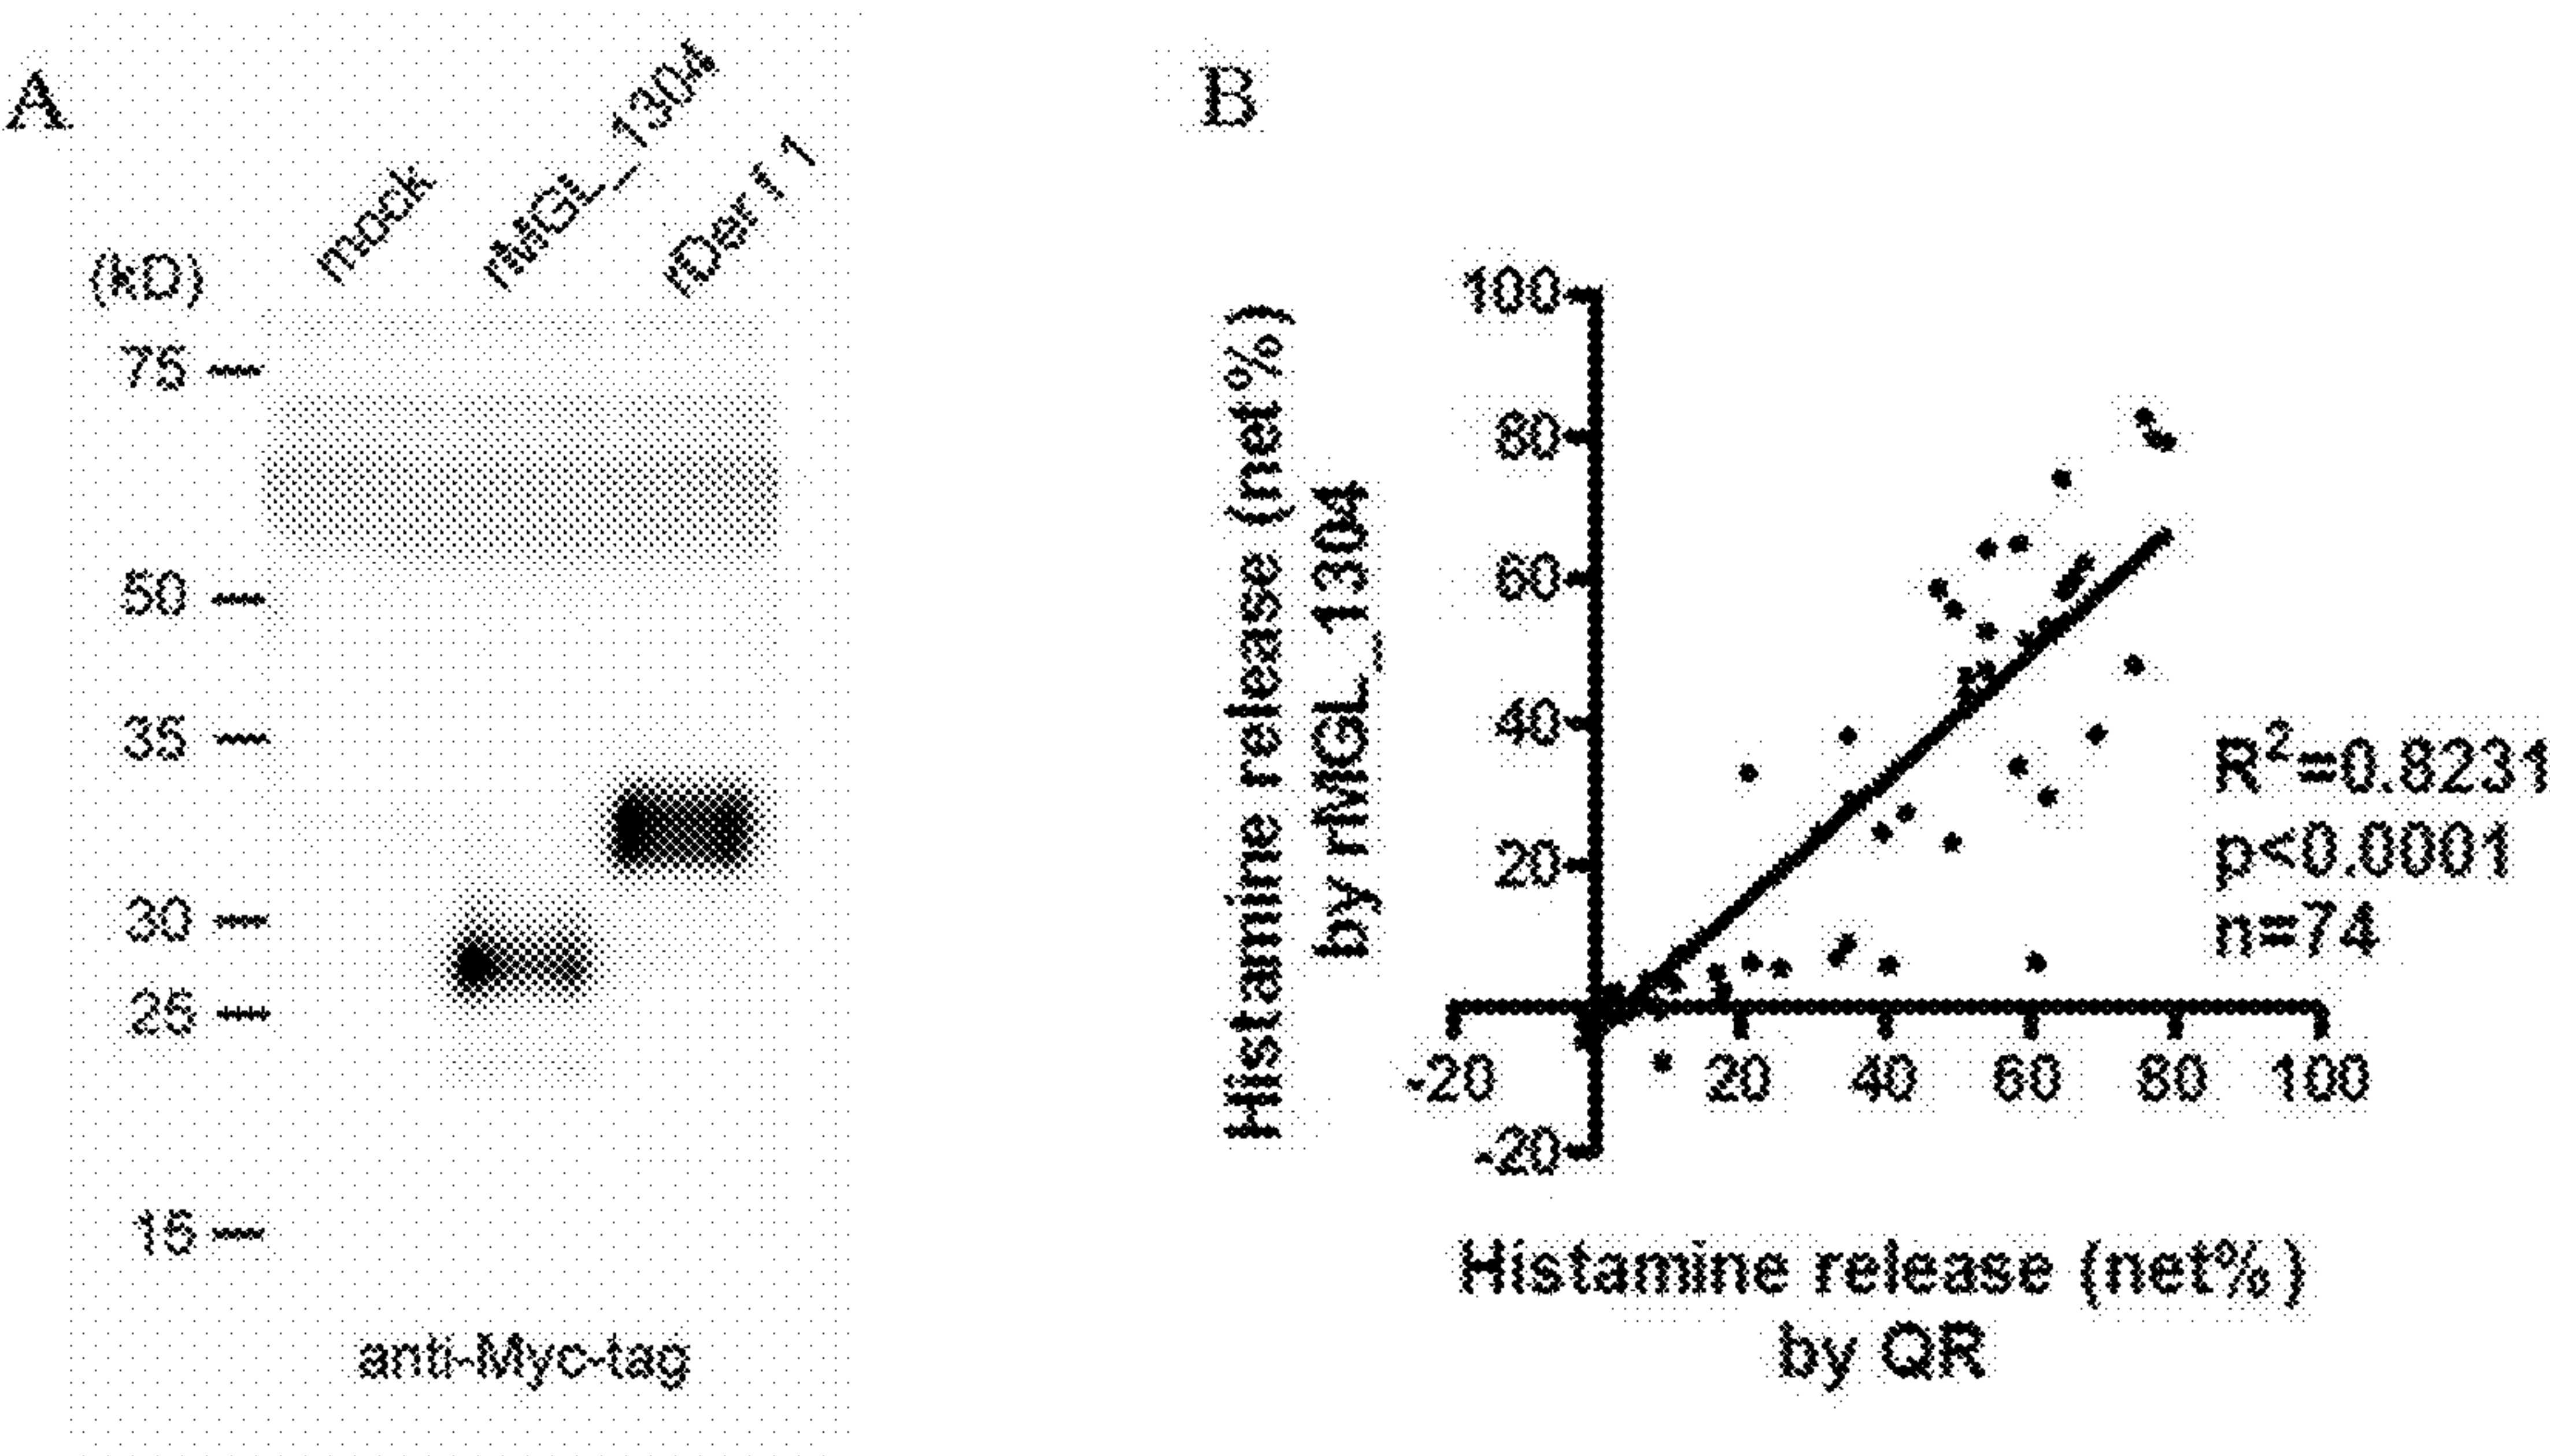 A
mock
rMGL_1304
rDer f 1
(kD)
75
50
35
30
25
15
anti-Myc-tag
B
Histamine release (net%)
by rMGL_1304
100
80
60
40
20
-20
-20
20
40
60
80
100
R²=0.8231
p<0.0001
n=74
Histamine release (net%)
by QR